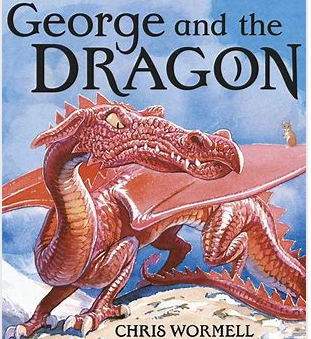 George and the
DRAGON
CHRIS WORMELL